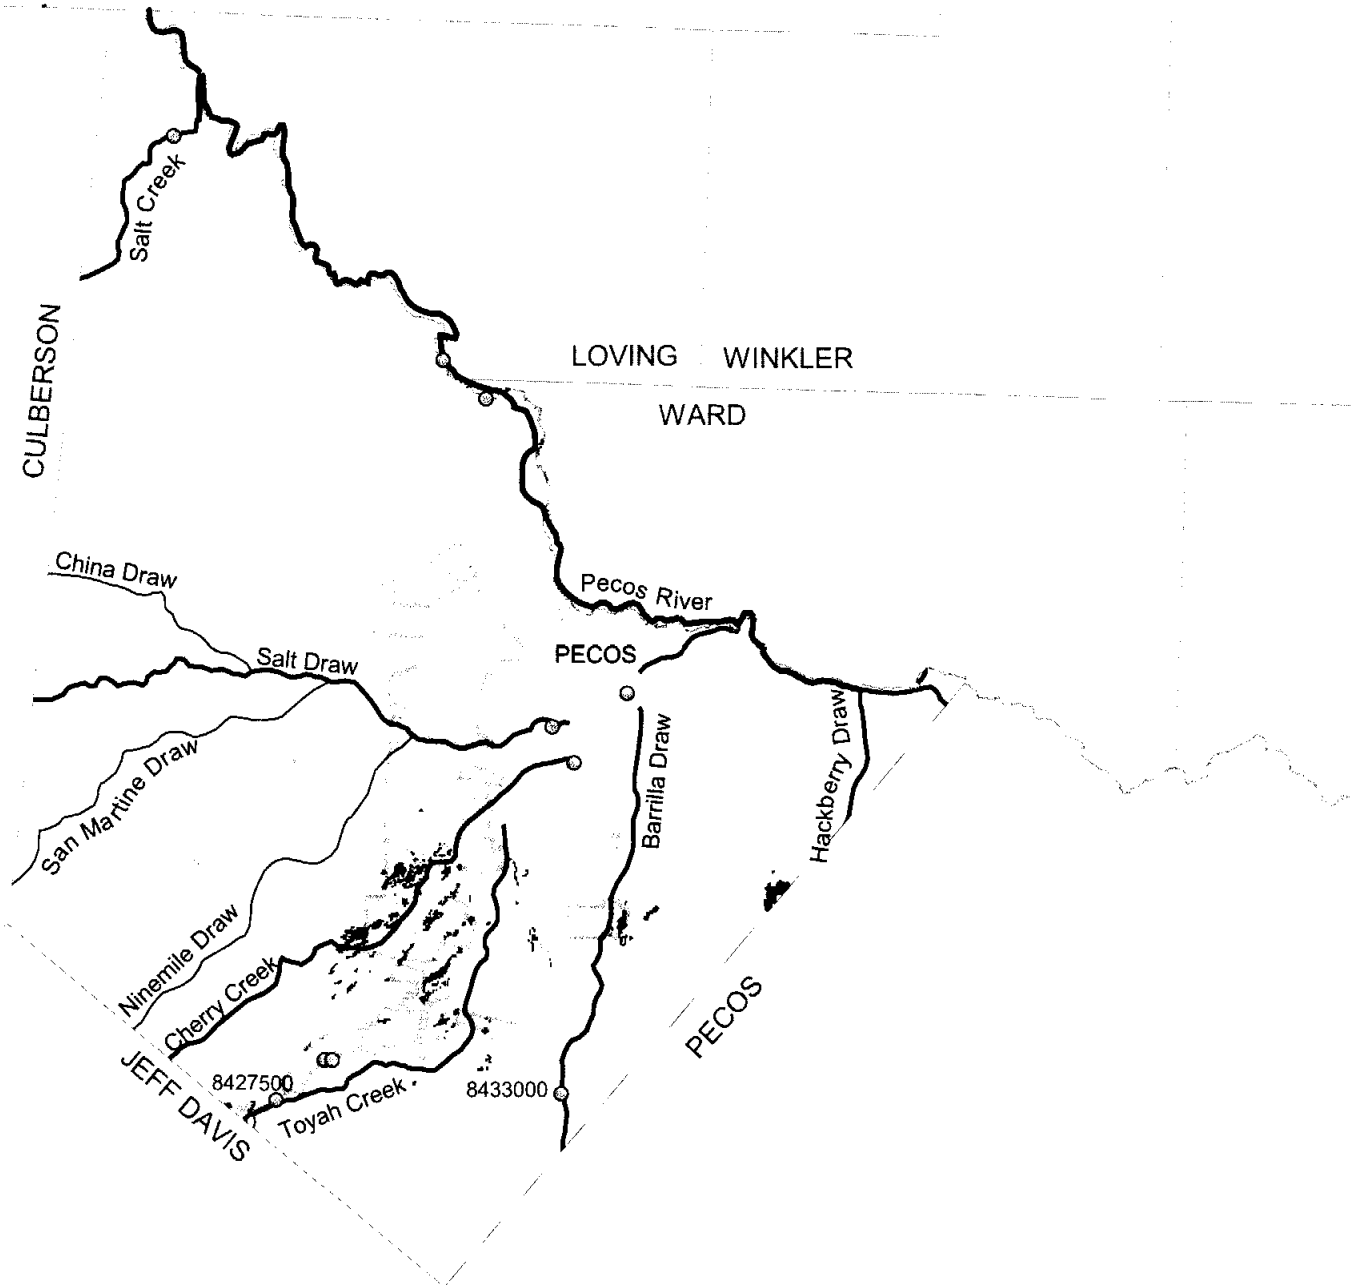 Salt Creek
CULBERSON
LOVING
WINKLER
WARD
China Draw
Pecos River
Salt Draw
PECOS
San Martine Draw
Barrilla Draw
Hackberry Draw
Ninemile Draw
Cherry Creek
PECOS
JEFF DAVIS
8427500
Toyah Creek
8433000